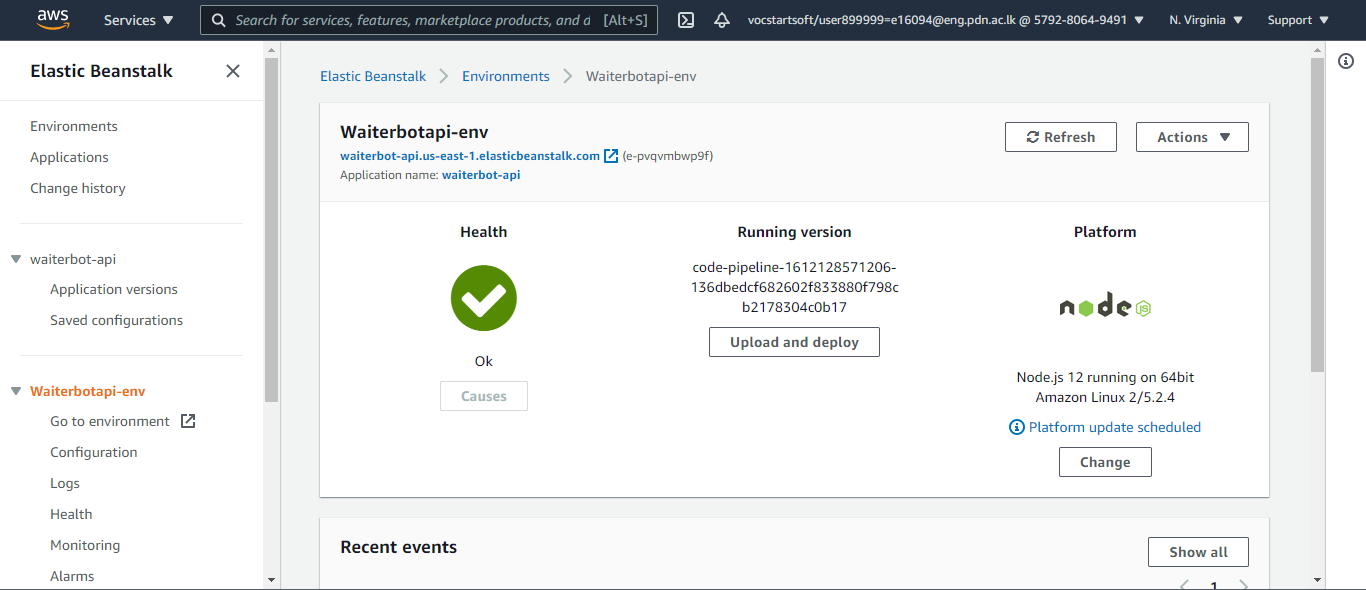 aws
Services
Search for services, features, marketplace products, and d
[Alt+S]
vocstartsoft/user899999=e16094@eng.pdn.ac.lk @ 5792-8064-9491
N. Virginia
Support
Elastic Beanstalk
Environments
Applications
Change history
waiterbot-api
Application versions
Saved configurations
Waiterbotapi-env
Go to environment
Configuration
Logs
Health
Monitoring
Alarms
Elastic Beanstalk
Environments
Waiterbotapi-env
Waiterbotapi-env
waiterbot-api.us-east-1.elasticbeanstalk.com (e-pvqvmbwp9f)
Application name: waiterbot-api
Refresh
Actions
Health
Ok
Causes
Running version
code-pipeline-1612128571206-
136dbedcf682602f833880f798c
b2178304c0b17
Upload and deploy
Platform
node JS
Node.js 12 running on 64bit
Amazon Linux 2/5.2.4
Platform update scheduled
Change
Recent events
Show all
1